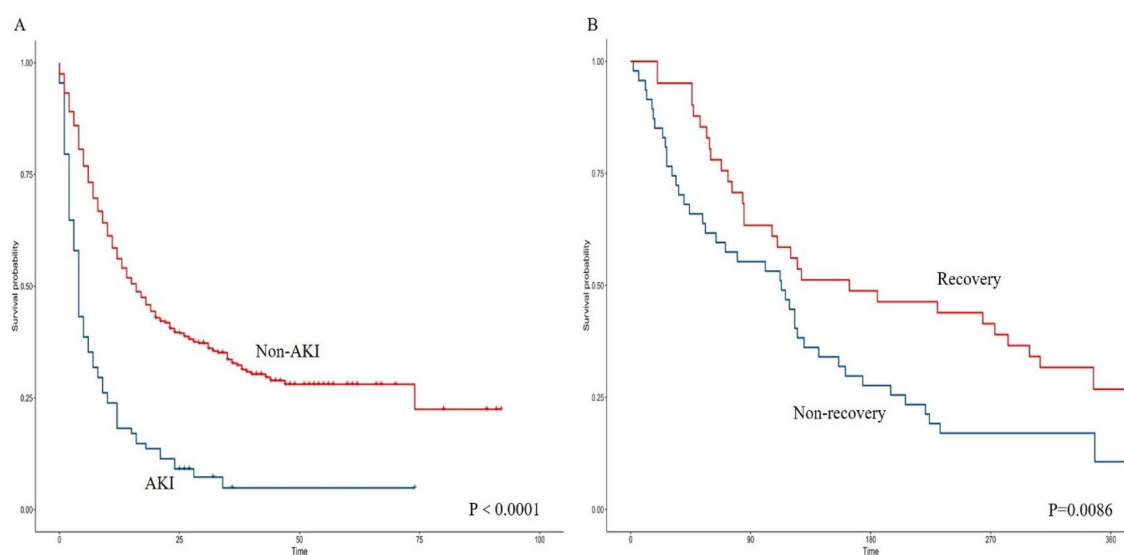 A
1.00
0.75
0.50
0.25
0.00
Survival probability
Non-AKI
AKI
P < 0.0001
0
25
50
75
100
Time
B
1.00
0.75
0.50
0.25
0.00
Survival probability
Recovery
Non-recovery
P=0.0086
0
90
180
270
360
Time